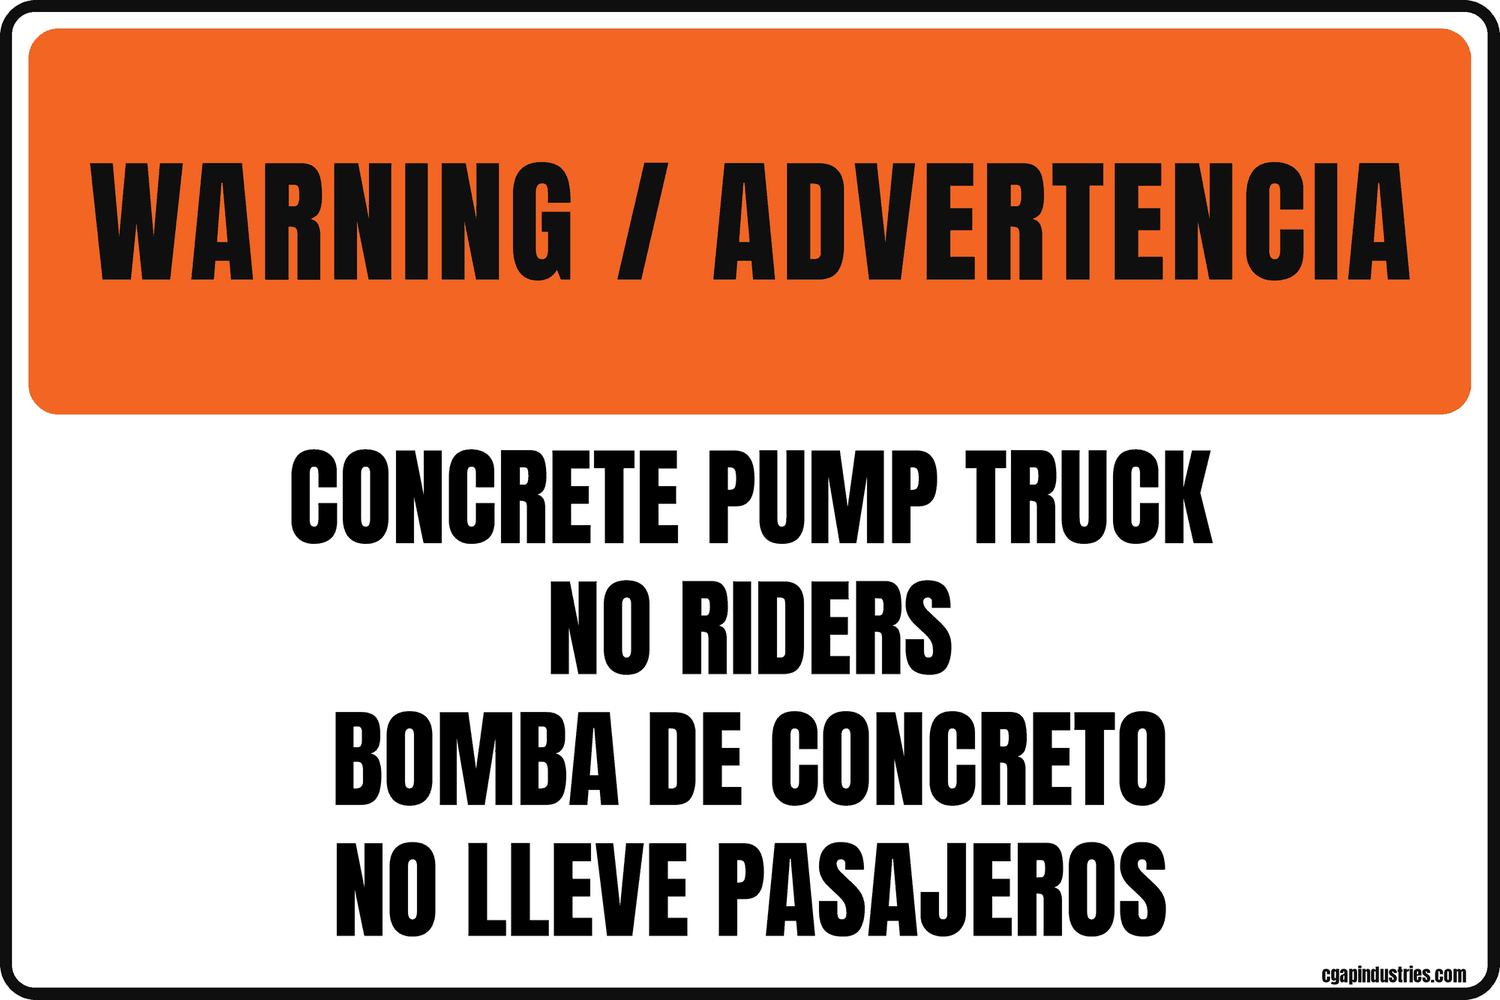 WARNING / ADVERTENCIA
CONCRETE PUMP TRUCK
NO RIDERS
BOMBA DE CONCRETO
NO LLEVE PASAJEROS
cgapindustries.com